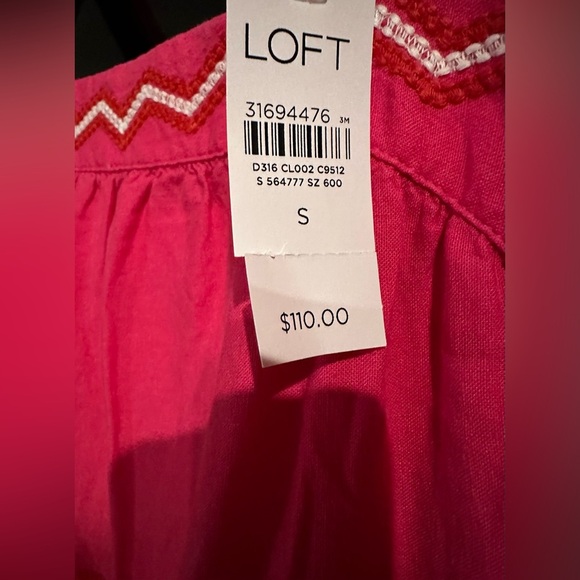 LOFT
31694476 3M
D316 CL002 C9512
S 564777 SZ 600
S
$110.00